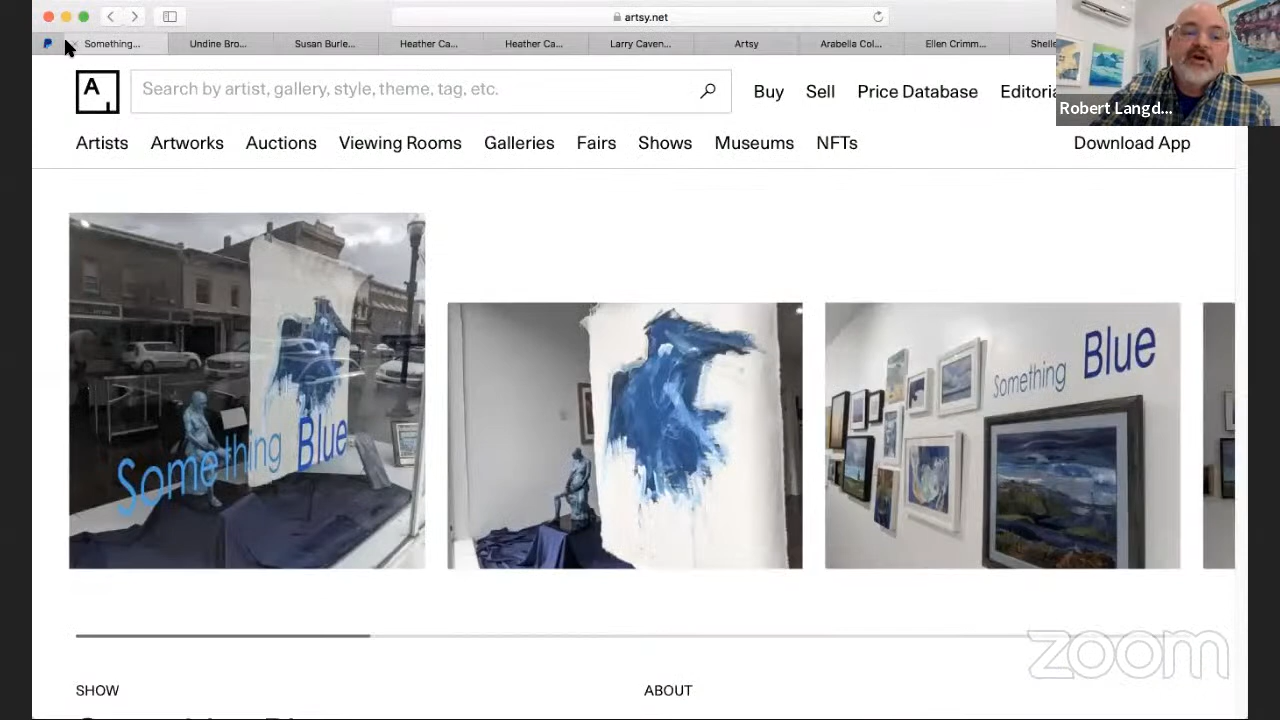 artsy.net
Something...
Undine Bro...
Susan Burle...
Heather Ca...
Heather Ca...
Larry Caven...
Artsy
Arabella Col...
Ellen Crimm...
Shelle
A
Search by artist, gallery, style, theme, tag, etc.
Buy
Sell
Price Database
Editoria
Robert Langd...
Artists
Artworks
Auctions
Viewing Rooms
Galleries
Fairs
Shows
Museums
NFTs
Download App
Something Blue
Something Blue
zoom
SHOW
ABOUT